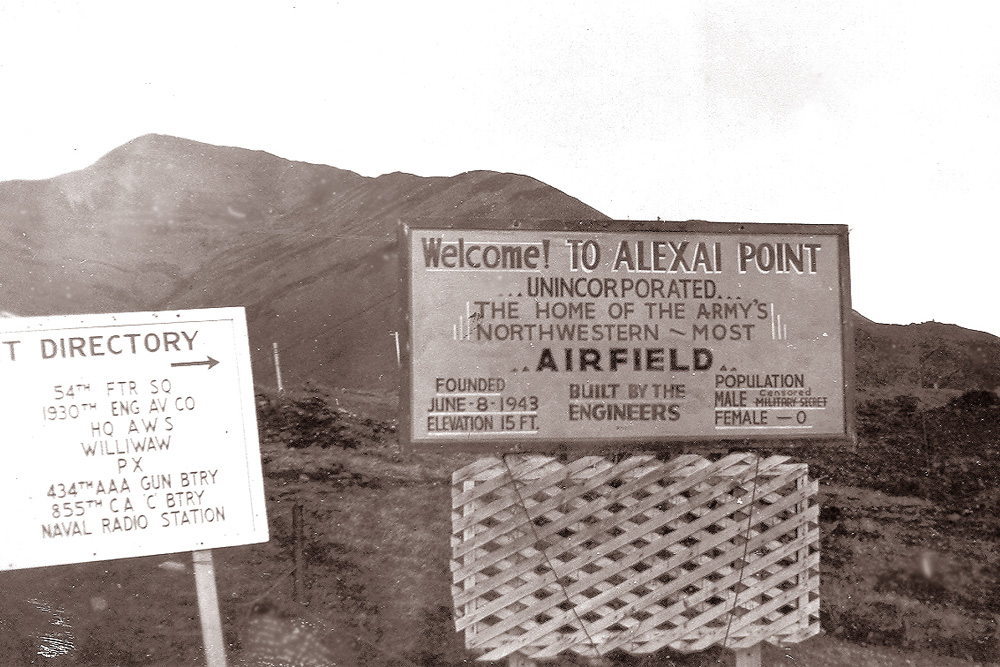 T DIRECTORY
54TH FTR SQ
1930TH ENG AV CO
HQ AWS
WILLIWAW
PX
434TH AAA GUN BTRY
855TH CA 'C' BTRY
NAVAL RADIO STATION
Welcome! TO ALEXAI POINT
...UNINCORPORATED...
THE HOME OF THE ARMY'S
NORTHWESTERN ~ MOST
..AIRFIELD..
FOUNDED
JUNE-8-1943
ELEVATION 15 FT.
BUILT BY THE
ENGINEERS
POPULATION
Censored
MALE MILITARY SECRET
FEMALE — 0